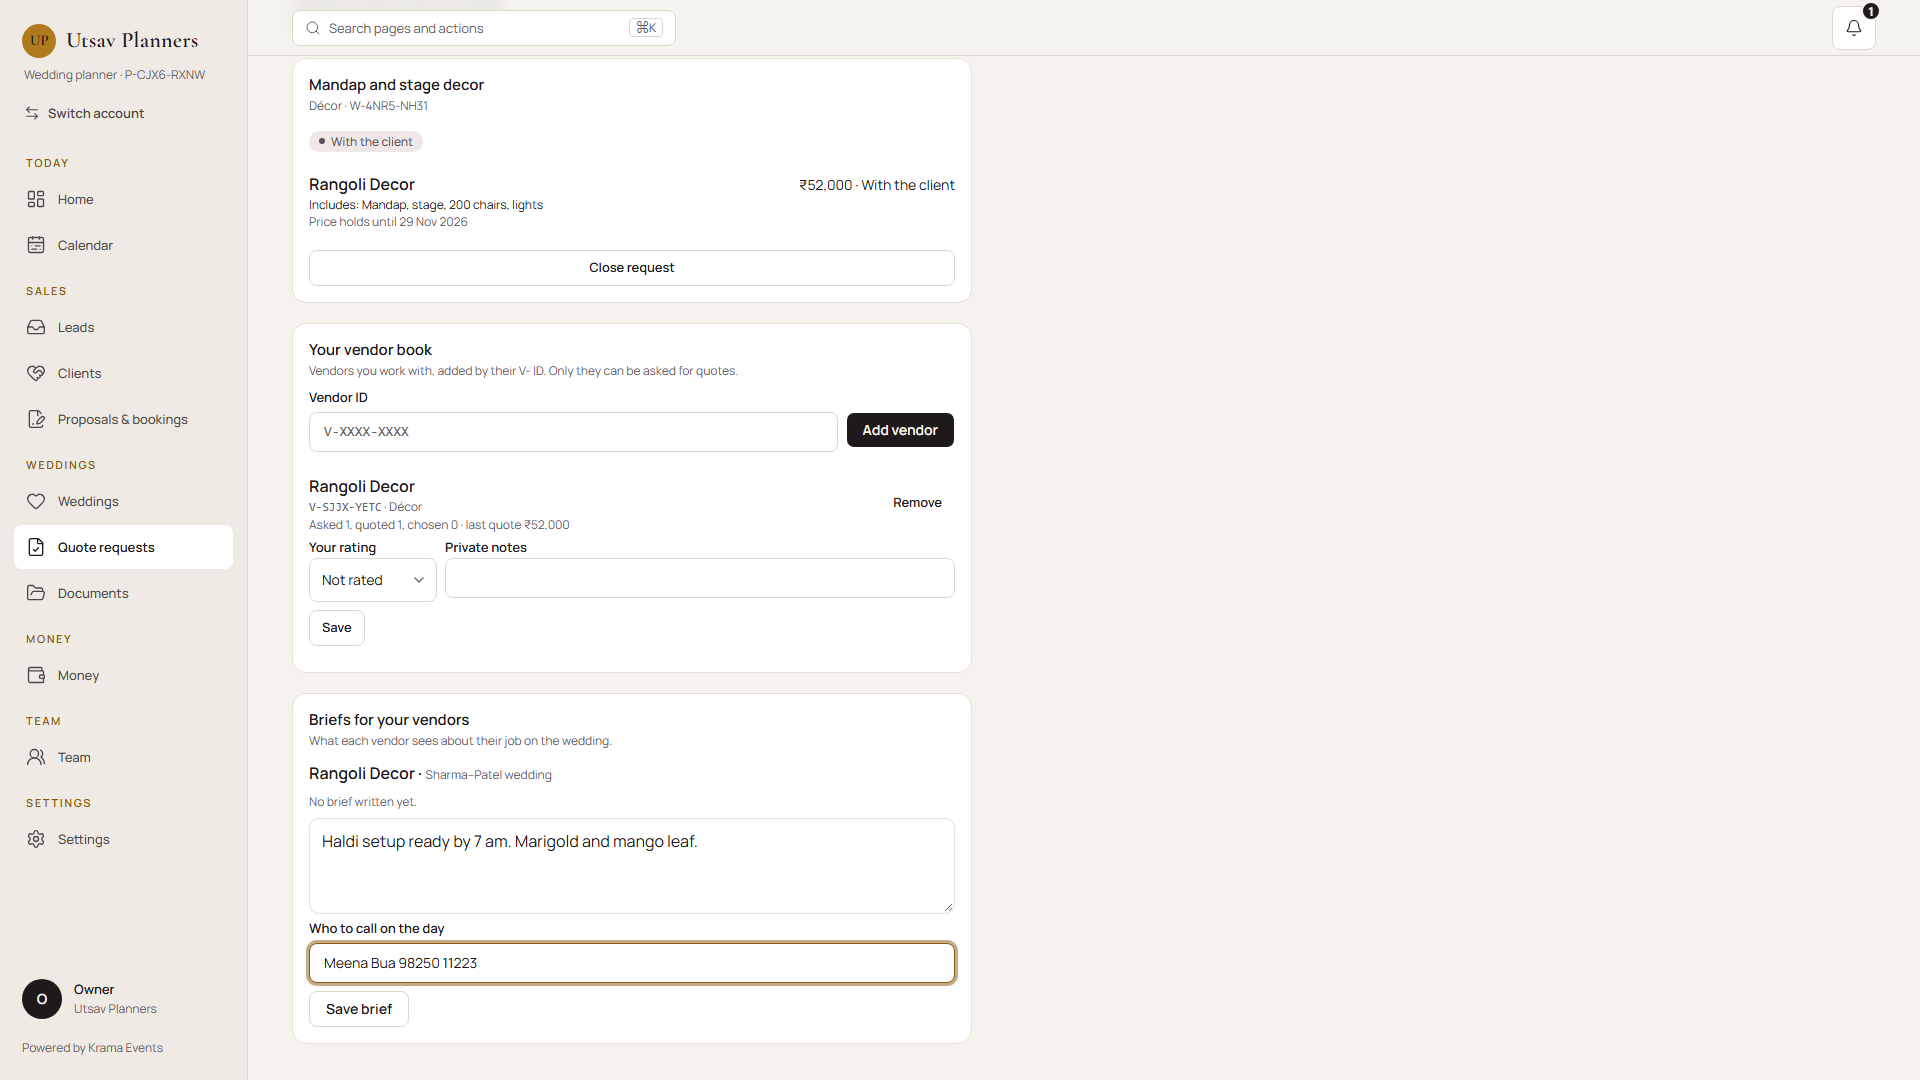 UP
Utsav Planners
Wedding planner · P-CJX6-RXNW
Switch account
TODAY
Home
Calendar
SALES
Leads
Clients
Proposals & bookings
WEDDINGS
Weddings
Quote requests
Documents
MONEY
Money
TEAM
Team
SETTINGS
Settings
O
Owner
Utsav Planners
Powered by Krama Events
Search pages and actions
⌘K
1
Mandap and stage decor
Décor · W-4NR5-NH31
With the client
Rangoli Decor
₹52,000 · With the client
Includes: Mandap, stage, 200 chairs, lights
Price holds until 29 Nov 2026
Close request
Your vendor book
Vendors you work with, added by their V- ID. Only they can be asked for quotes.
Vendor ID
V-XXXX-XXXX
Add vendor
Rangoli Decor
V-SJJX-YETC · Décor
Asked 1, quoted 1, chosen 0 · last quote ₹52,000
Remove
Your rating
Private notes
Not rated
Save
Briefs for your vendors
What each vendor sees about their job on the wedding.
Rangoli Decor · Sharma–Patel wedding
No brief written yet.
Haldi setup ready by 7 am. Marigold and mango leaf.
Who to call on the day
Meena Bua 98250 11223
Save brief